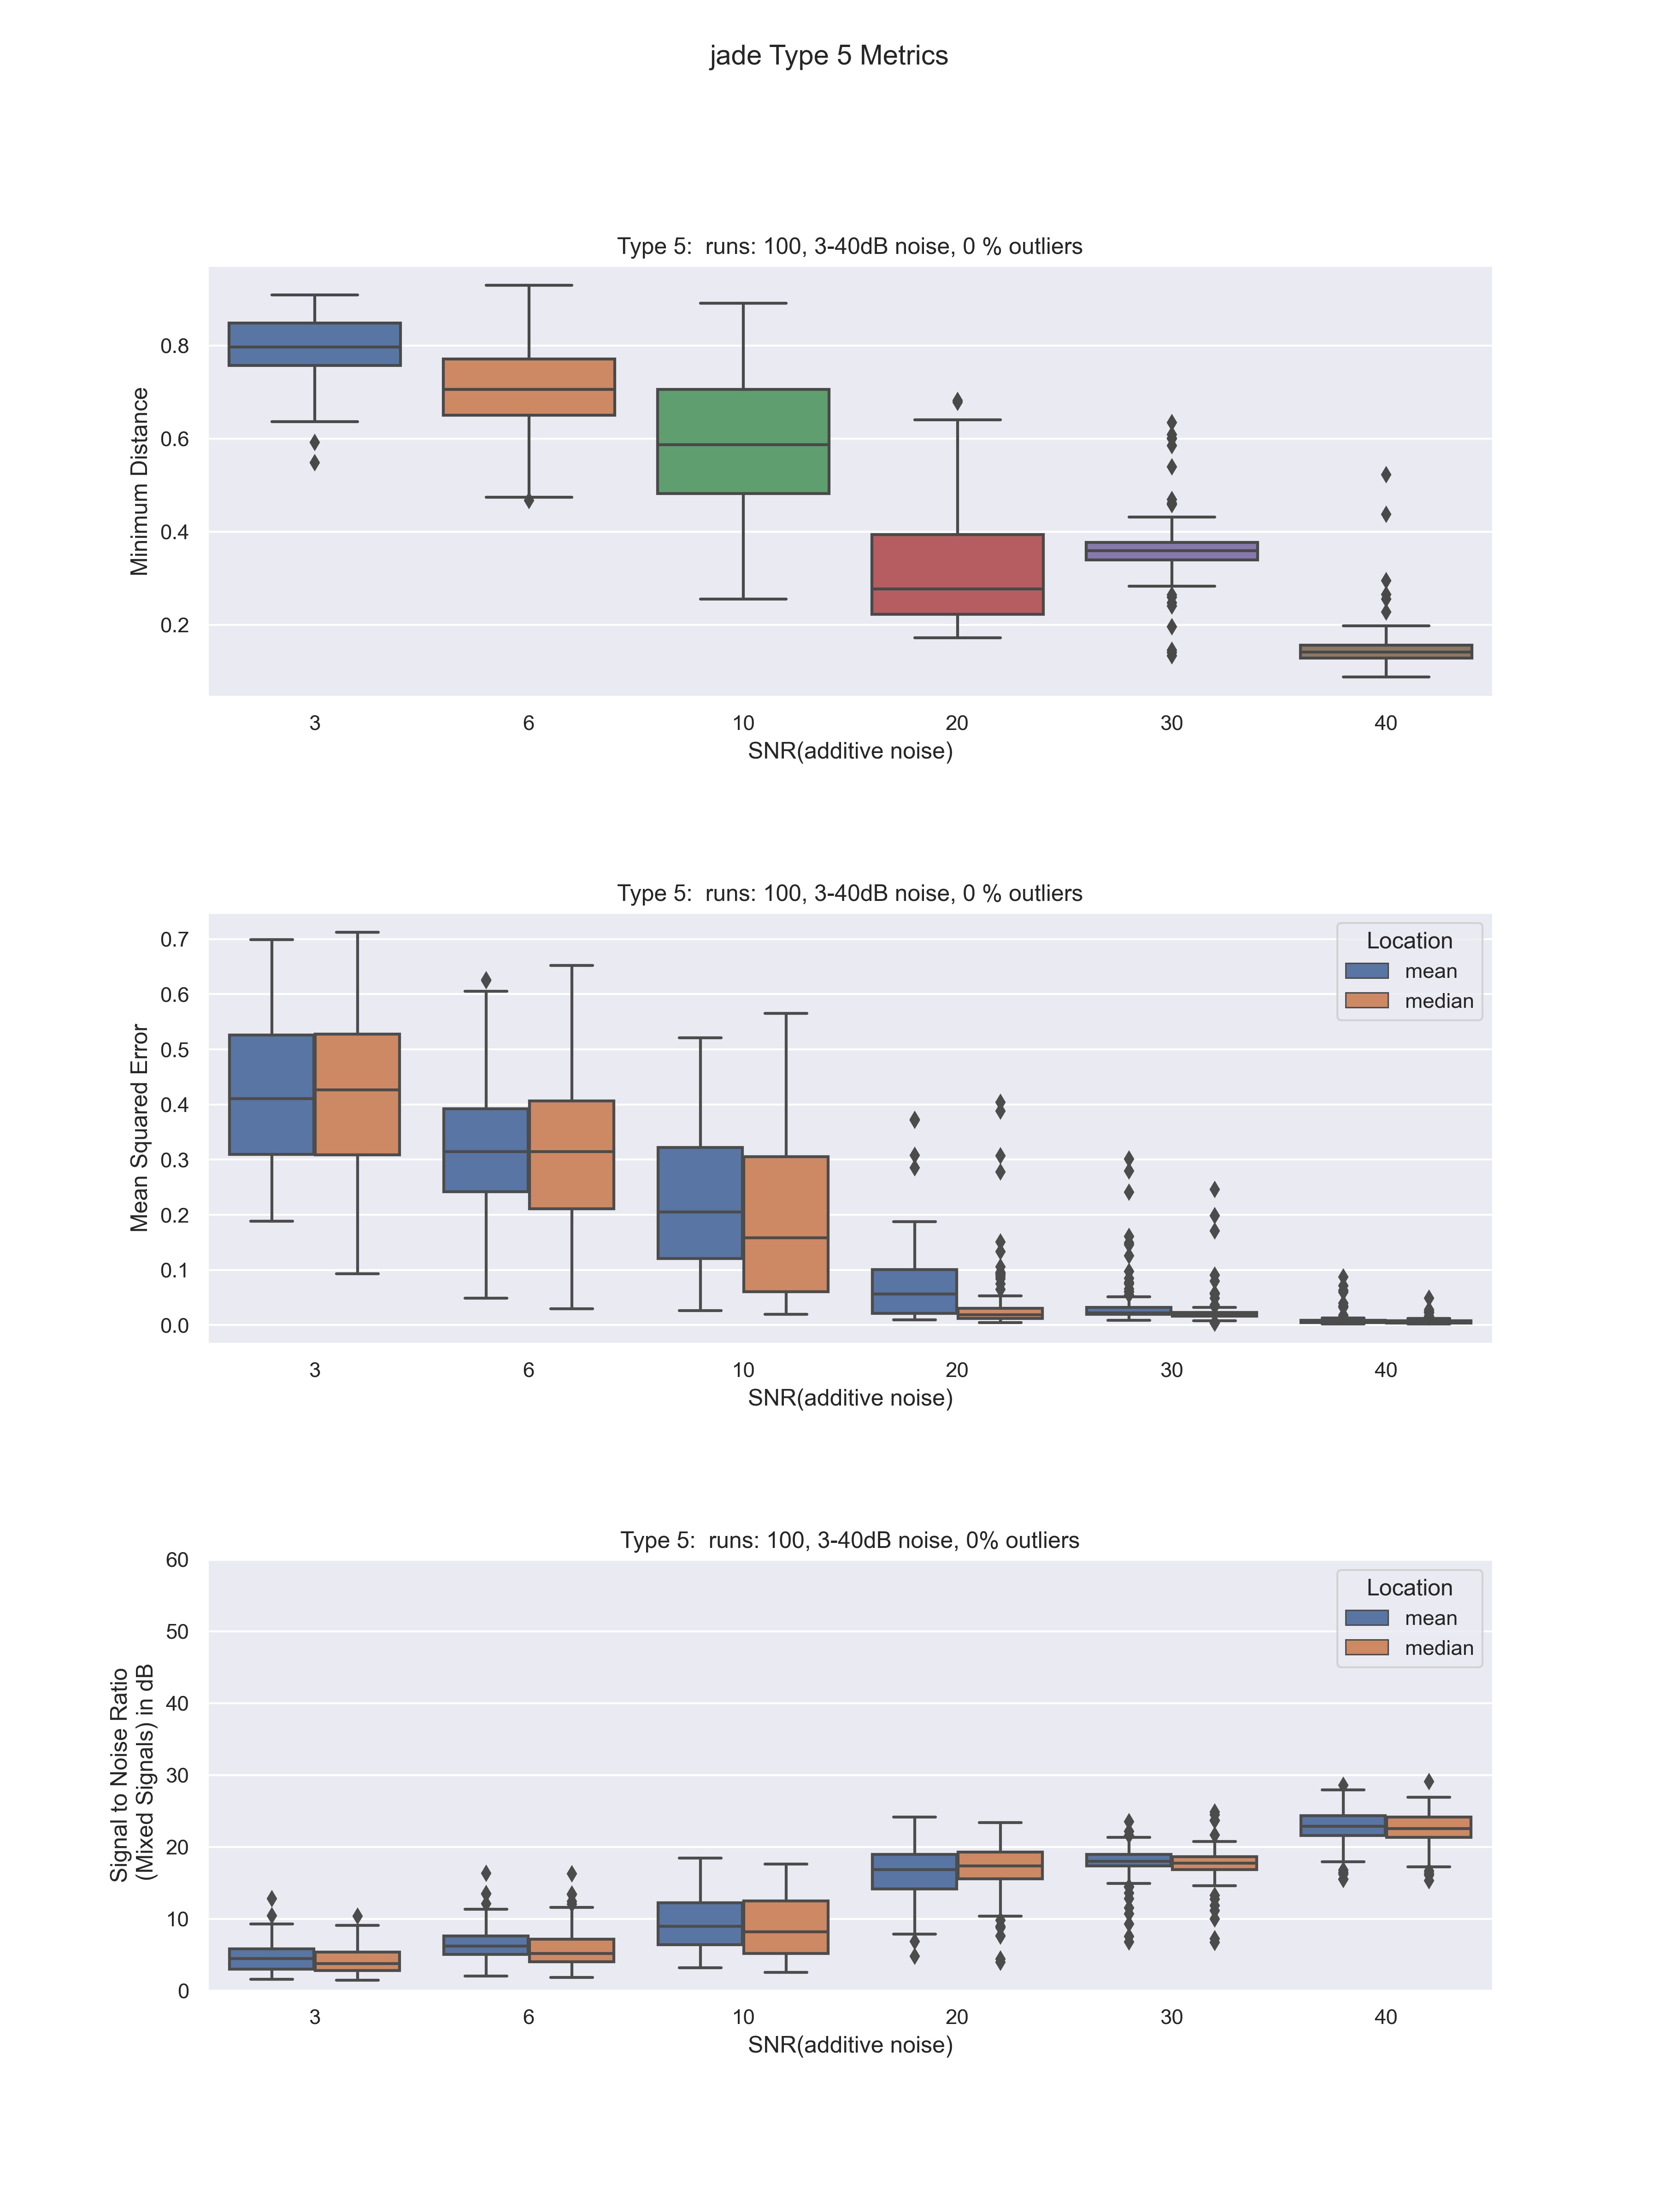 jade Type 5 Metrics
Type 5:  runs: 100, 3-40dB noise, 0 % outliers
Minimum Distance
0.8
0.6
0.4
0.2
3 6 10 20 30 40
SNR(additive noise)
Type 5:  runs: 100, 3-40dB noise, 0 % outliers
Mean Squared Error
0.7
0.6
0.5
0.4
0.3
0.2
0.1
0.0
Location
mean
median
3 6 10 20 30 40
SNR(additive noise)
Type 5:  runs: 100, 3-40dB noise, 0% outliers
Signal to Noise Ratio
(Mixed Signals) in dB
60
50
40
30
20
10
0
Location
mean
median
3 6 10 20 30 40
SNR(additive noise)